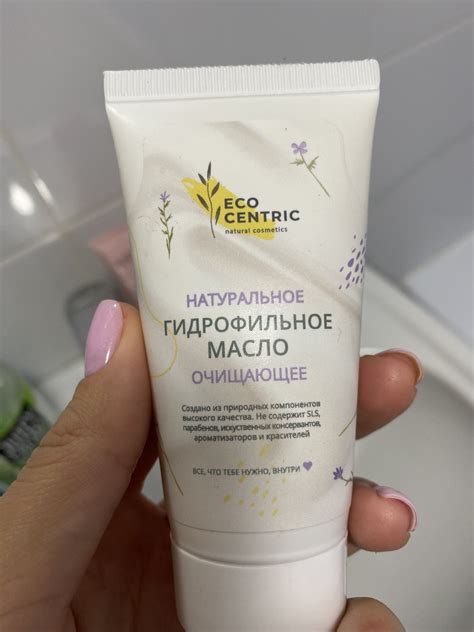 ECO
CENTRIC
natural cosmetics
НАТУРАЛЬНОЕ
ГИДРОФИЛЬНОЕ
МАСЛО
ОЧИЩАЮЩЕЕ
Создано из природных компонентов
высокого качества. Не содержит SLS,
парабенов, искуственных консервантов,
ароматизаторов и красителей
ВСЕ, ЧТО ТЕБЕ НУЖНО, ВНУТРИ